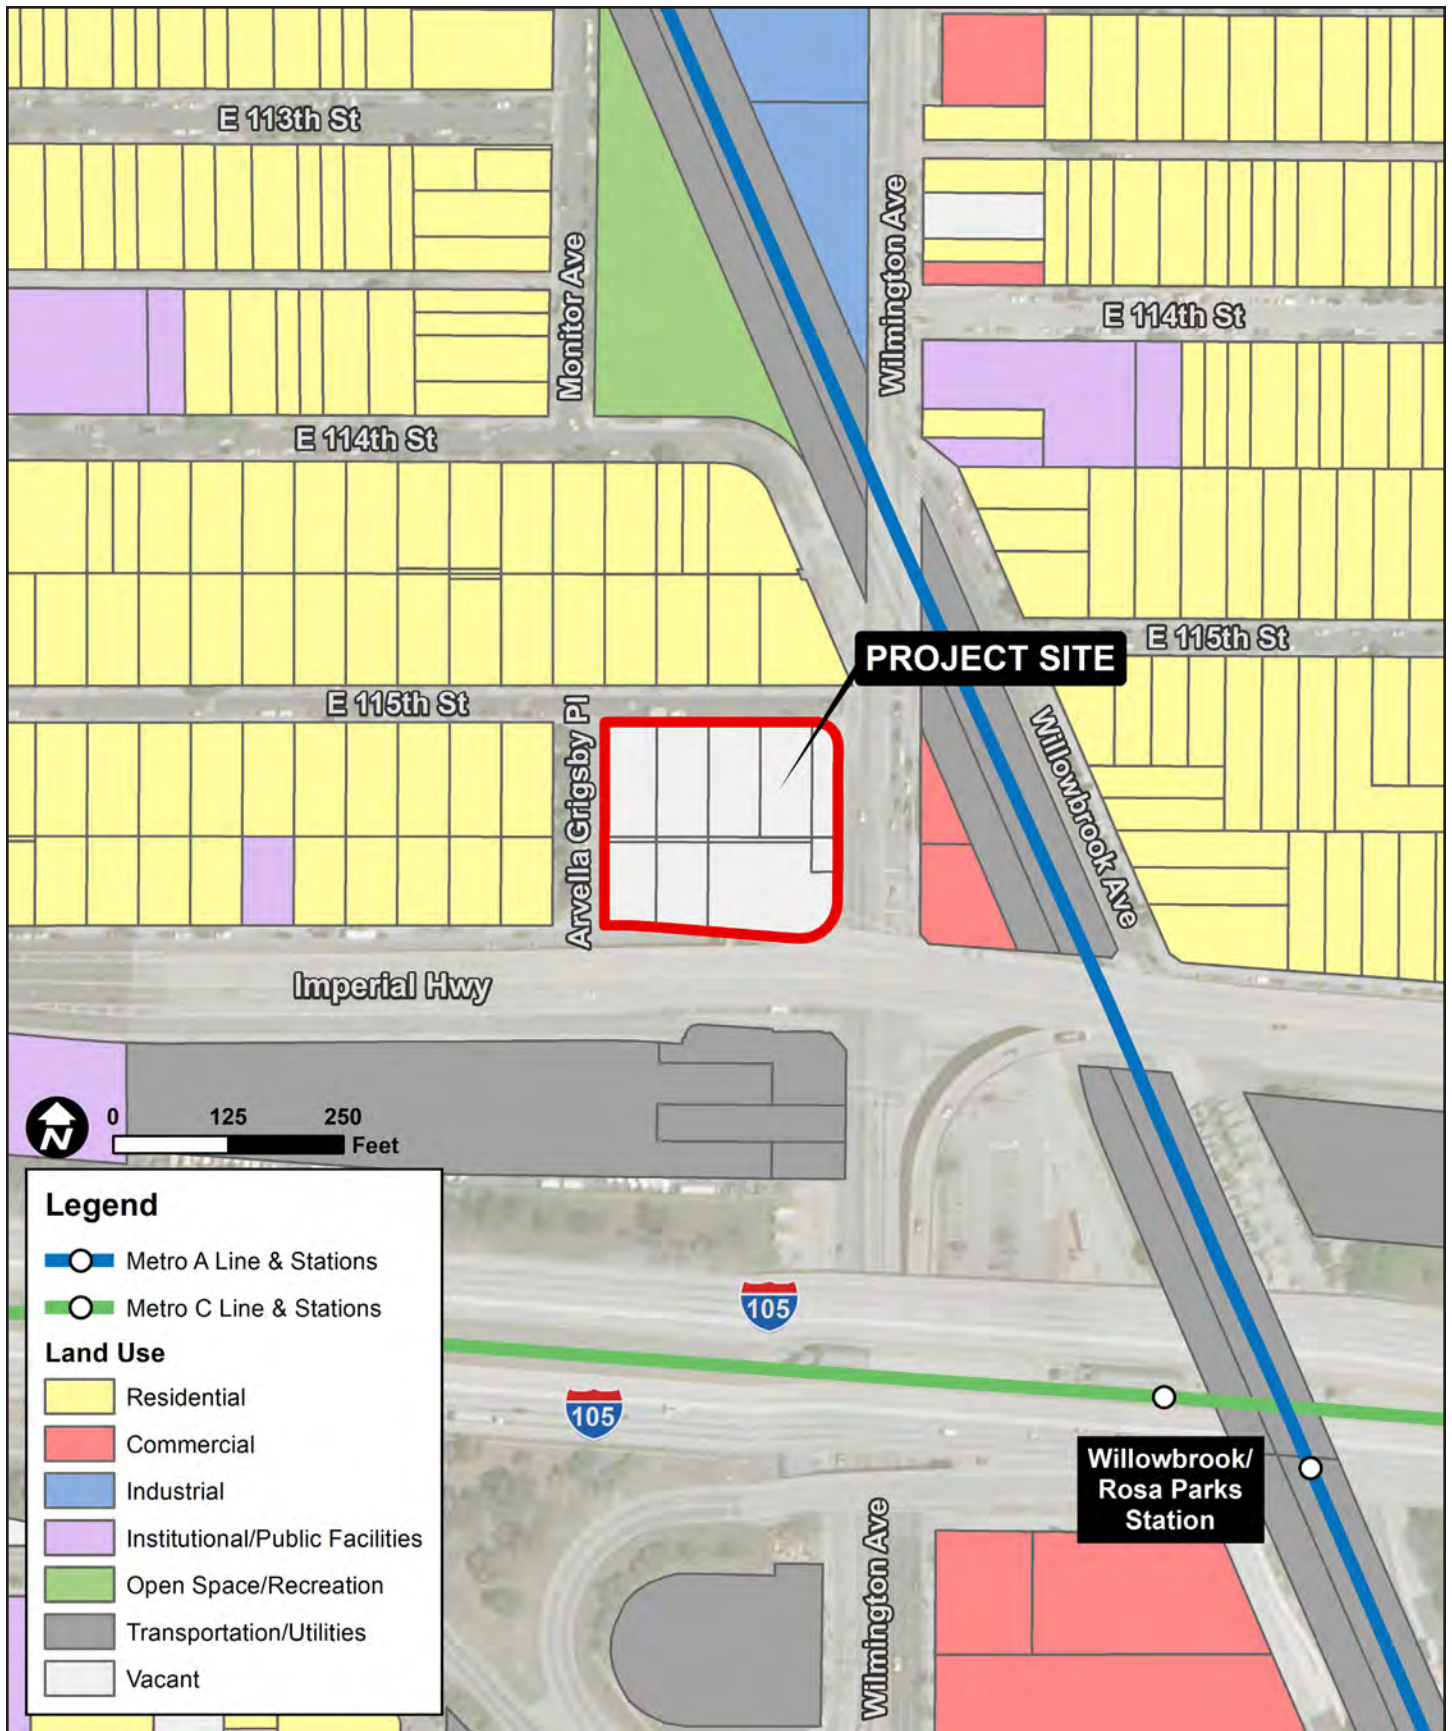 E 113th St
Monitor Ave
Wilmington Ave
E 114th St
E 114th St
E 115th St
PROJECT SITE
E 115th St
Arvella Grigsby Pl
Willowbrook Ave
Imperial Hwy
N
0 125 250
Feet
Legend
Metro A Line & Stations
Metro C Line & Stations
Land Use
Residential
Commercial
Industrial
Institutional/Public Facilities
Open Space/Recreation
Transportation/Utilities
Vacant
105
105
Willowbrook/
Rosa Parks
Station
Wilmington Ave